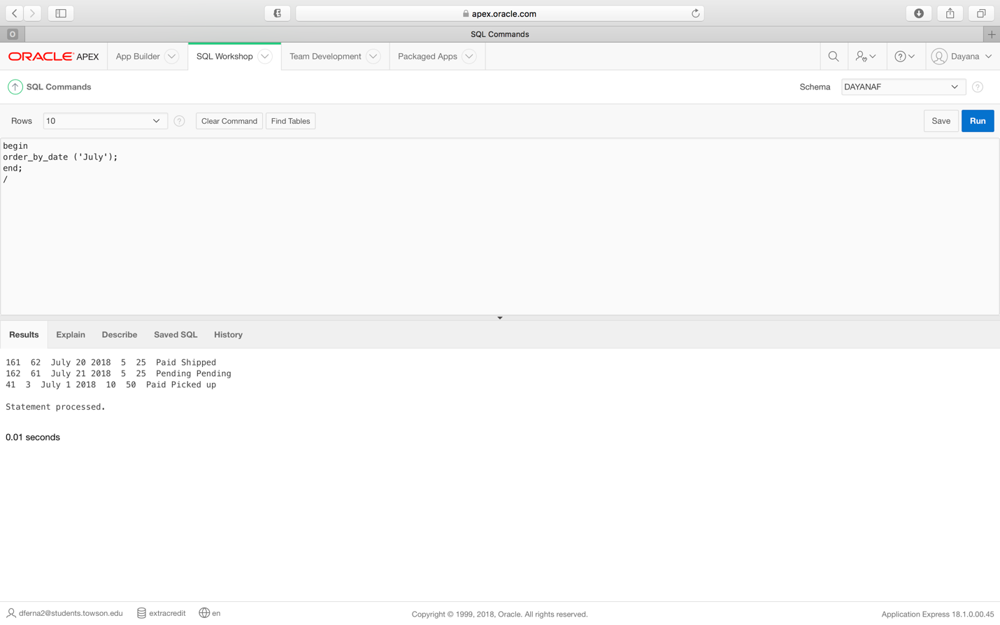 apex.oracle.com
O
SQL Commands
ORACLE APEX App Builder SQL Workshop Team Development Packaged Apps Dayana
SQL Commands Schema DAYANAF ?
Rows 10 ? Clear Command Find Tables Save Run
begin
order_by_date ('July');
end;
/
Results Explain Describe Saved SQL History
161 62 July 20 2018 5 25 Paid Shipped
162 61 July 21 2018 5 25 Pending Pending
41 3 July 1 2018 10 50 Paid Picked up
Statement processed.
0.01 seconds
dferna2@students.towson.edu extracredit en Copyright © 1999, 2018, Oracle. All rights reserved. Application Express 18.1.0.00.45